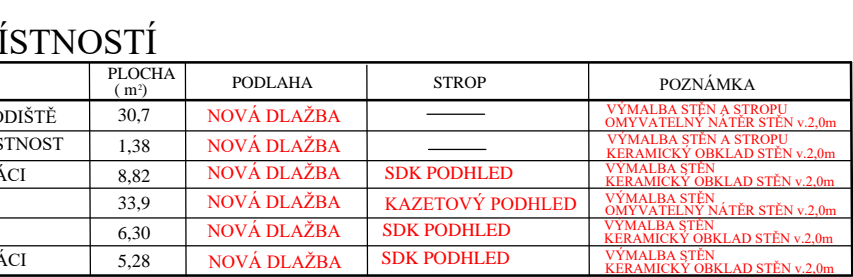 ÍSTNOSTÍ
PLOCHA PODLAHA STROP POZNÁMKA
( m²)
ODIŠTĚ 30,7 NOVÁ DLAŽBA VÝMALBA STĚN A STROPU
OMYVATELNÝ NÁTĚR STĚN v.2,0m
STNOST 1,38 NOVÁ DLAŽBA VÝMALBA STĚN A STROPU
KERAMICKÝ OBKLAD STĚN v.2,0m
ÁCI 8,82 NOVÁ DLAŽBA SDK PODHLED VÝMALBA STĚN
KERAMICKÝ OBKLAD STĚN v.2,0m
33,9 NOVÁ DLAŽBA KAZETOVÝ PODHLED VÝMALBA STĚN
OMYVATELNÝ NÁTĚR STĚN v.2,0m
6,30 NOVÁ DLAŽBA SDK PODHLED VÝMALBA STĚN
KERAMICKÝ OBKLAD STĚN v.2,0m
ÁCI 5,28 NOVÁ DLAŽBA SDK PODHLED VÝMALBA STĚN
KERAMICKÝ OBKLAD STĚN v.2,0m